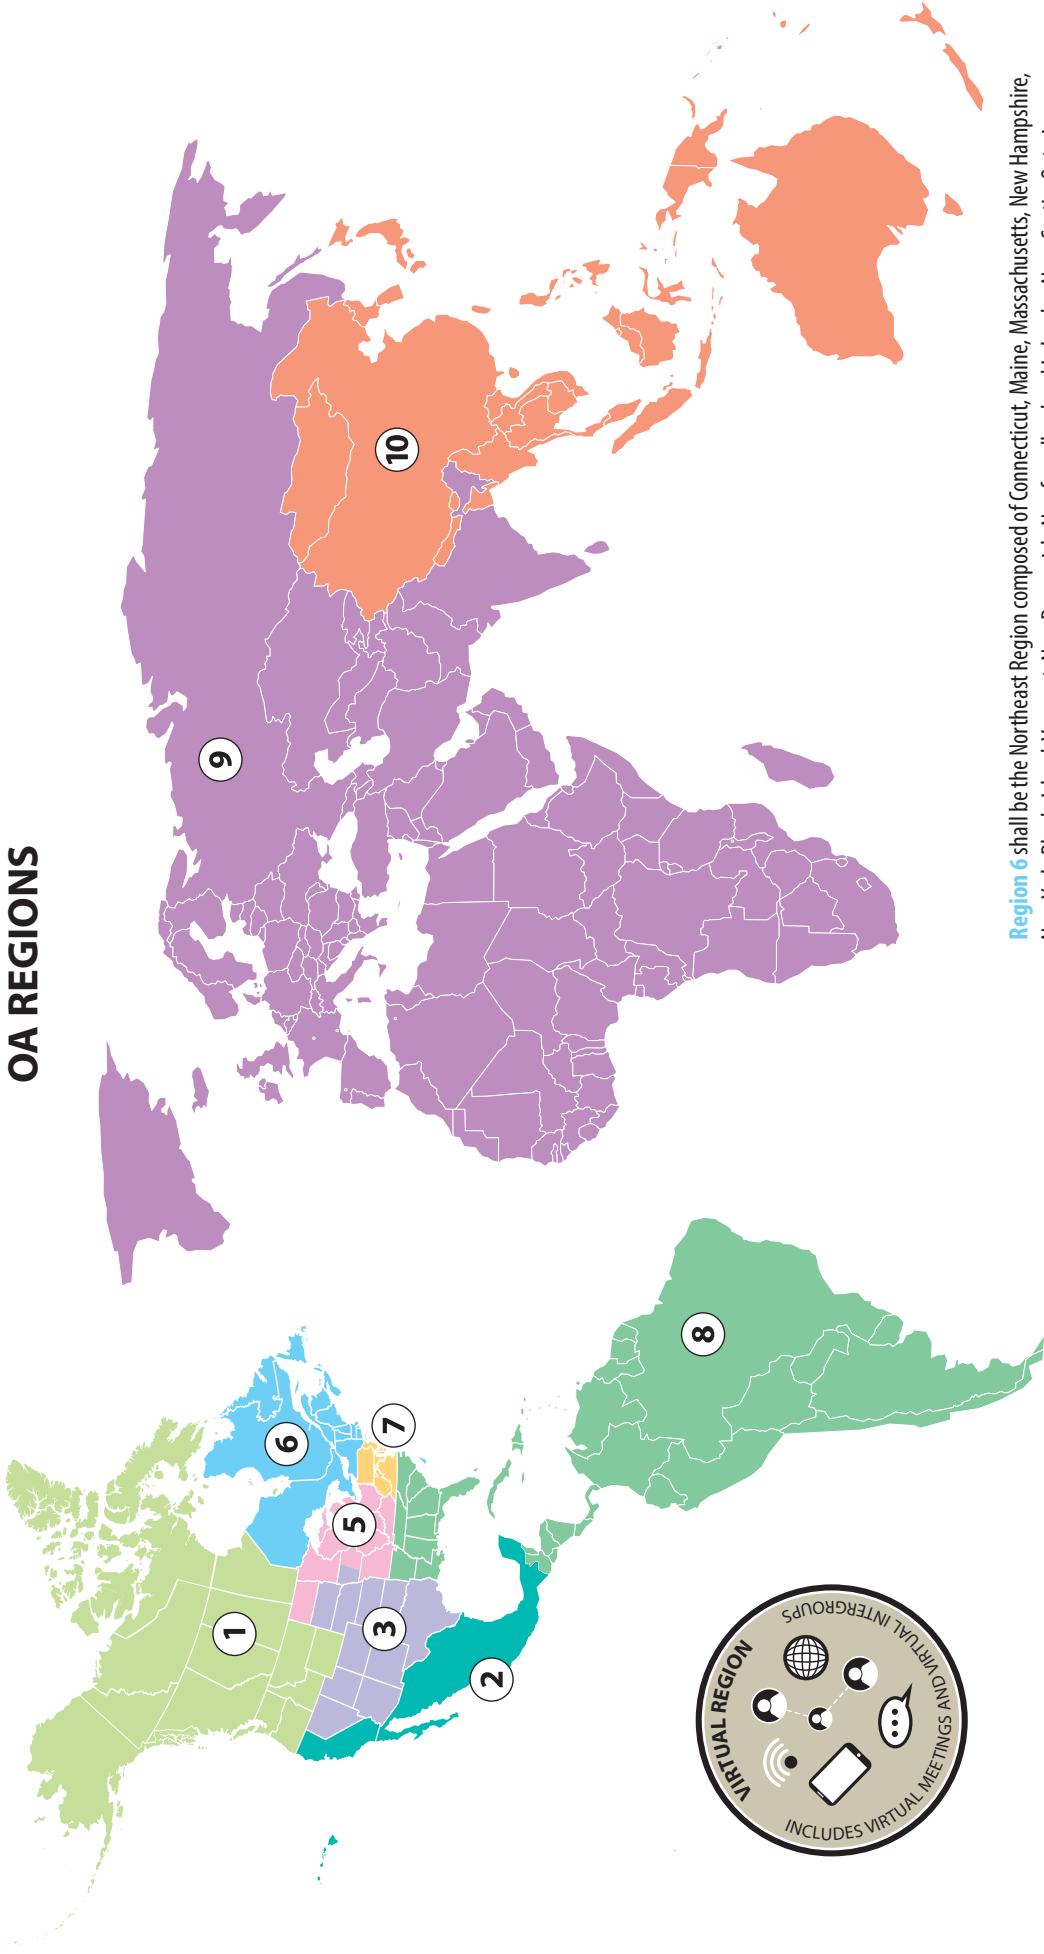 OA REGIONS
1
6
9
5
3
7
10
2
8
VIRTUAL REGION
INCLUDES VIRTUAL MEETINGS AND VIRTUAL INTERGROUPS
Region 6 shall be the Northeast Region composed of Connecticut, Maine, Massachusetts, New Hampshire,